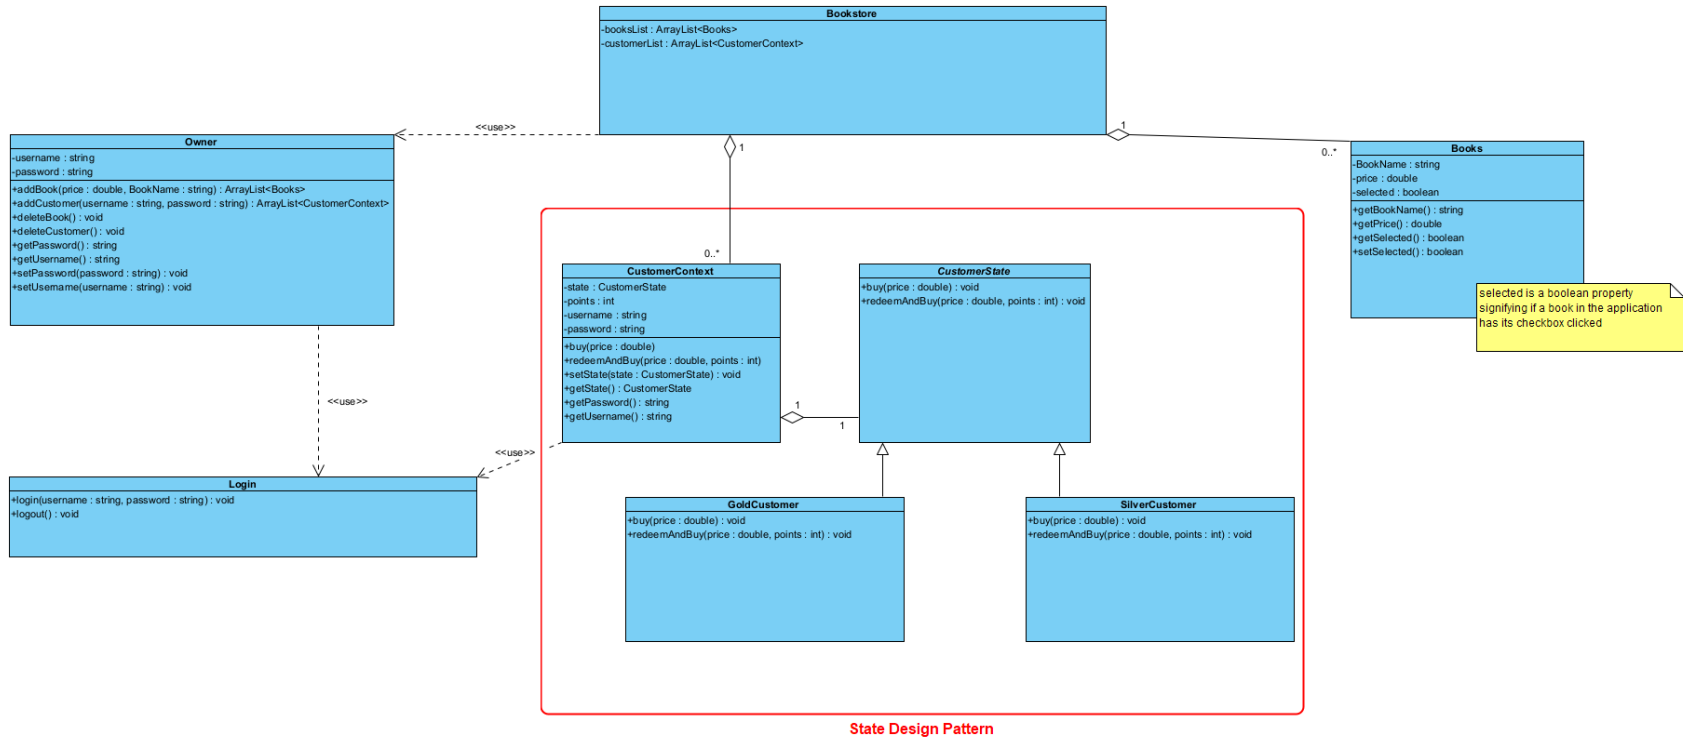 Bookstore
-booksList : ArrayList<Books>
-customerList : ArrayList<CustomerContext>
<<use>>
1
1
0..*
Owner
-username : string
-password : string
+addBook(price : double, BookName : string) : ArrayList<Books>
+addCustomer(username : string, password : string) : ArrayList<CustomerContext>
+deleteBook() : void
+deleteCustomer() : void
+getPassword() : string
+getUsername() : string
+setPassword(password : string) : void
+setUsername(username : string) : void
Books
-BookName : string
-price : double
-selected : boolean
+getBookName() : string
+getPrice() : double
+getSelected() : boolean
+setSelected() : boolean
selected is a boolean property
signifying if a book in the application
has its checkbox clicked
0..*
CustomerContext
-state : CustomerState
-points : int
-username : string
-password : string
+buy(price : double)
+redeemAndBuy(price : double, points : int)
+setState(state : CustomerState) : void
+getState() : CustomerState
+getPassword() : string
+getUsername() : string
CustomerState
+buy(price : double) : void
+redeemAndBuy(price : double, points : int) : void
1
1
<<use>>
<<use>>
Login
+login(username : string, password : string) : void
+logout() : void
GoldCustomer
+buy(price : double) : void
+redeemAndBuy(price : double, points : int) : void
SilverCustomer
+buy(price : double) : void
+redeemAndBuy(price : double, points : int) : void
State Design Pattern